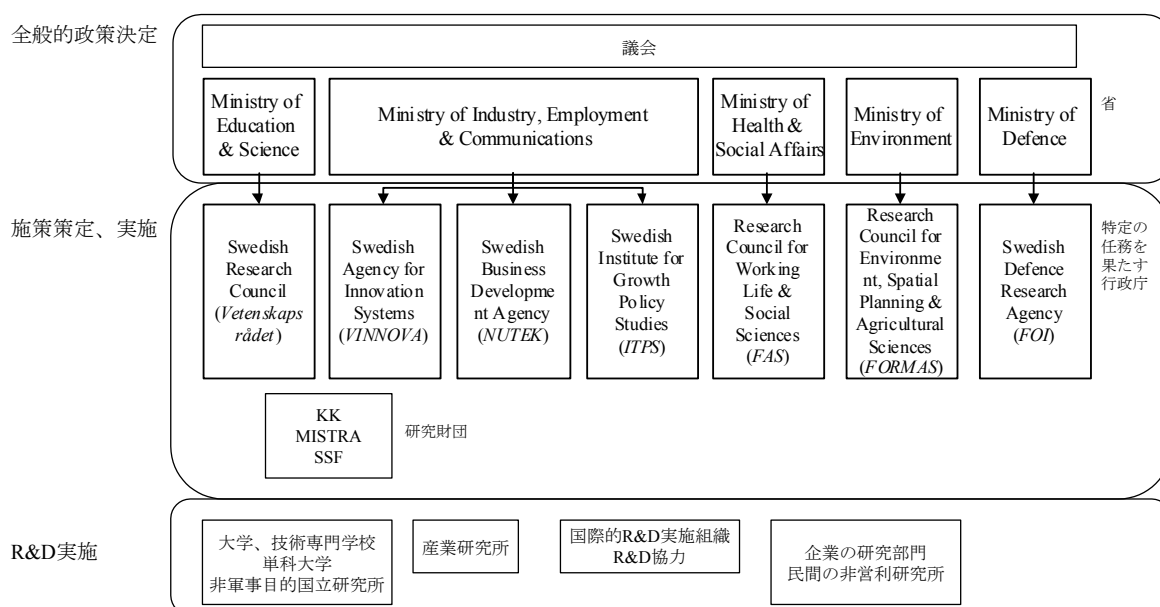 全般的政策決定
議会
Ministry of
Education
& Science
Ministry of Industry, Employment
& Communications
Ministry of
Health &
Social Affairs
Ministry of
Environment
Ministry of
Defence
省
施策策定、実施
Swedish
Research
Council
(Vetenskaps
rådet)
Swedish
Agency for
Innovation
Systems
(VINNOVA)
Swedish
Business
Developme
nt Agency
(NUTEK)
Swedish
Institute for
Growth
Policy
Studies
(ITPS)
Research
Council for
Working
Life &
Social
Sciences
(FAS)
Research
Council for
Environme
nt, Spatial
Planning &
Agricultural
Sciences
(FORMAS)
Swedish
Defence
Research
Agency
(FOI)
特定の
任務を
果たす
行政庁
KK
MISTRA
SSF
研究財団
R&D実施
大学、技術専門学校
単科大学
非軍事目的国立研究所
産業研究所
国際的R&D実施組織
R&D協力
企業の研究部門
民間の非営利研究所